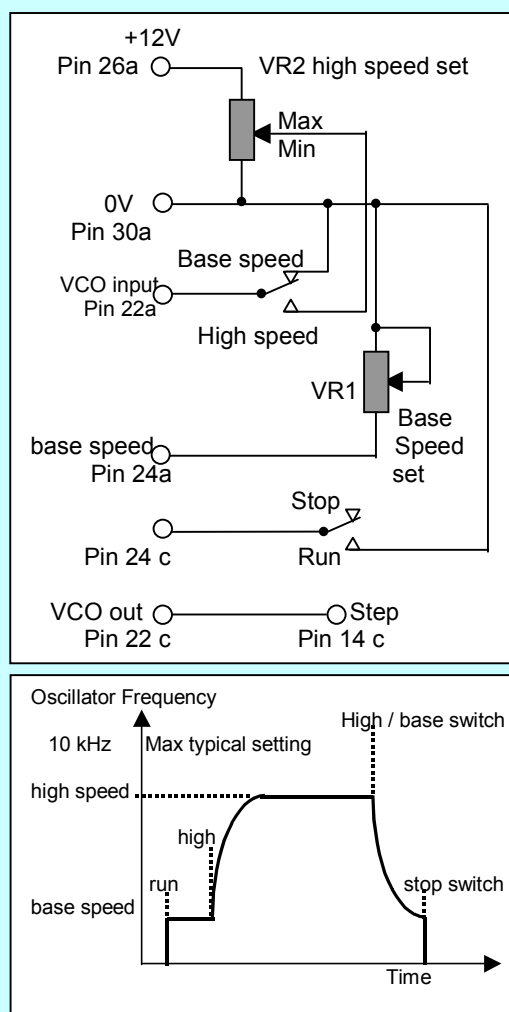 +12V
Pin 26a
VR2 high speed set
Max
Min
0V
Pin 30a
Base speed
VCO input
Pin 22a
High speed
VR1
Base
Speed
set
base speed
Pin 24a
Stop
Pin 24 c
Run
VCO out
Step
Pin 22 c
Pin 14 c
Oscillator Frequency
High / base switch
10 kHz
Max typical setting
high speed
high
run
stop switch
base speed
Time